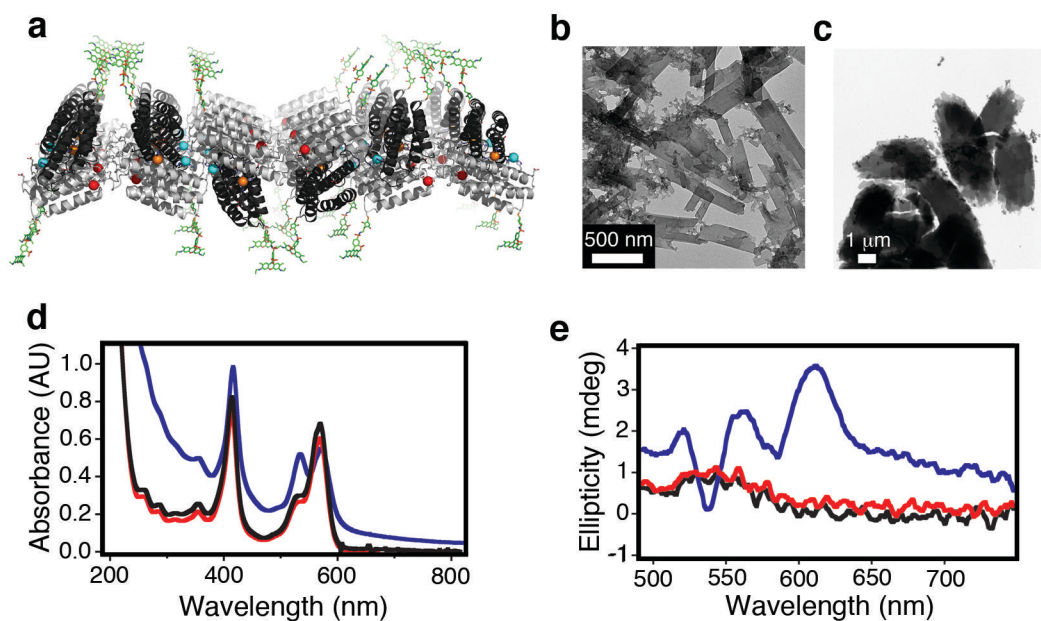 a
b
c
500 nm
1 μm
d
e
Absorbance (AU)
1.0
0.8
0.6
0.4
0.2
0.0
200
400
600
800
Wavelength (nm)
Ellipticity (mdeg)
4
3
2
1
0
-1
500
550
600
650
700
Wavelength (nm)